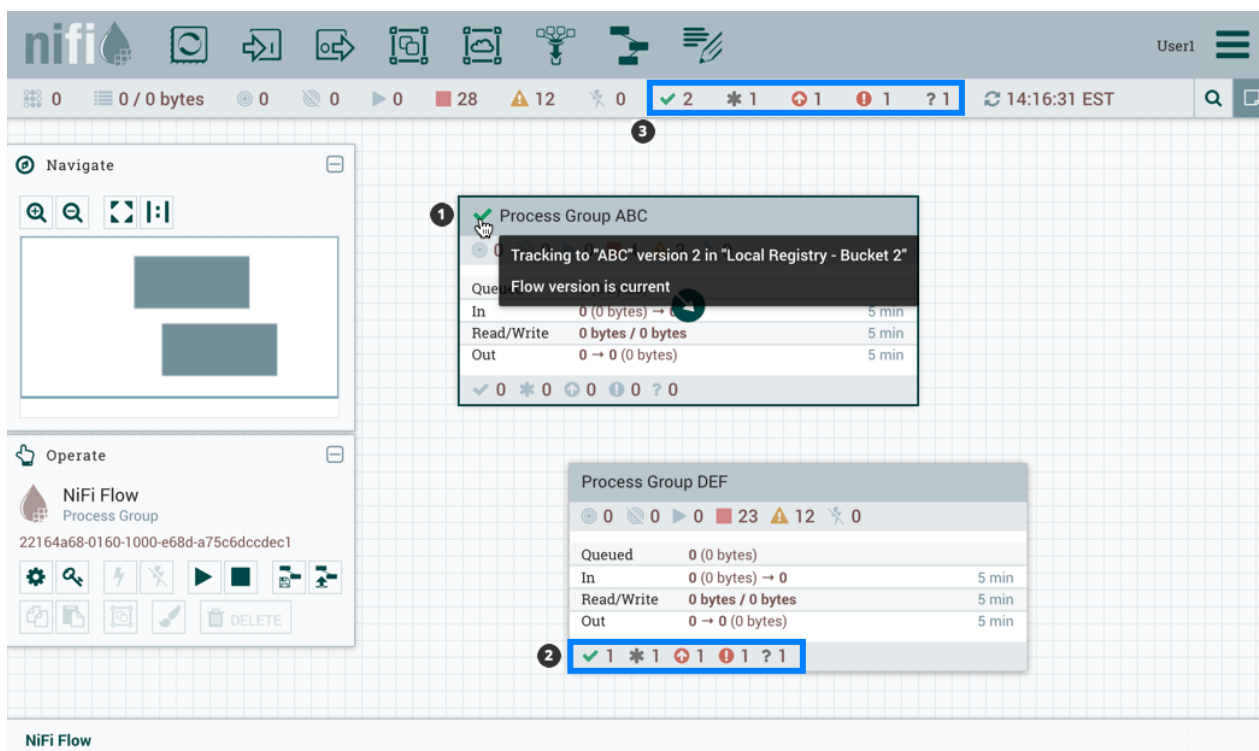 nifi
User1
0 0 / 0 bytes 0 0 0 28 12 0 2 1 1 1 ? 1 14:16:31 EST
3
Navigate
1 Process Group ABC
0
Tracking to "ABC" version 2 in "Local Registry - Bucket 2"
Flow version is current
In 0 (0 bytes) → 5 min
Read/Write 0 bytes / 0 bytes 5 min
Out 0 → 0 (0 bytes) 5 min
0 0 0 0 ? 0
Operate
NiFi Flow
Process Group
22164a68-0160-1000-e68d-a75c6dccdec1
DELETE
Process Group DEF
0 0 0 23 12 0
Queued 0 (0 bytes)
In 0 (0 bytes) → 0 5 min
Read/Write 0 bytes / 0 bytes 5 min
Out 0 → 0 (0 bytes) 5 min
2 1 1 1 1 ? 1
NiFi Flow